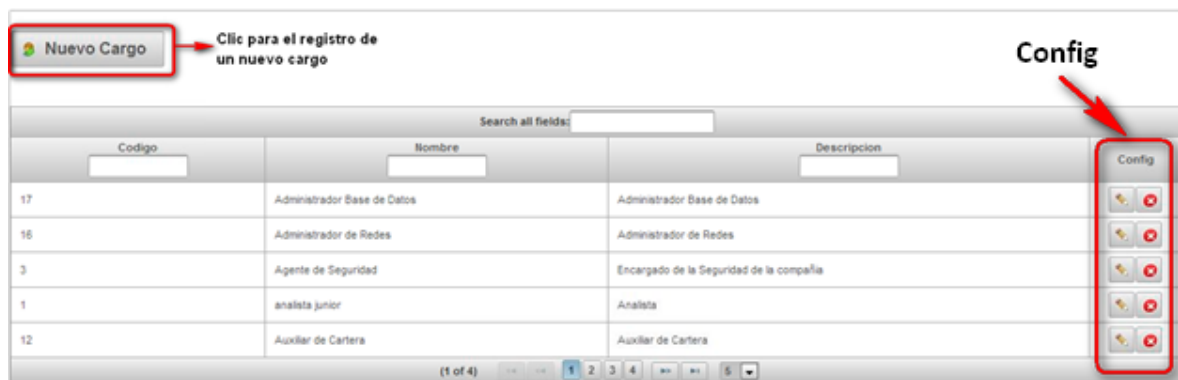 Nuevo Cargo
Clic para el registro de
un nuevo cargo
Config
Search all fields:
Codigo Nombre Descripcion Config
17 Administrador Base de Datos Administrador Base de Datos
16 Administrador de Redes Administrador de Redes
3 Agente de Seguridad Encargado de la Seguridad de la compañia
1 analista junior Analista
12 Auxiliar de Cartera Auxiliar de Cartera
(1 of 4) 1 2 3 4 5